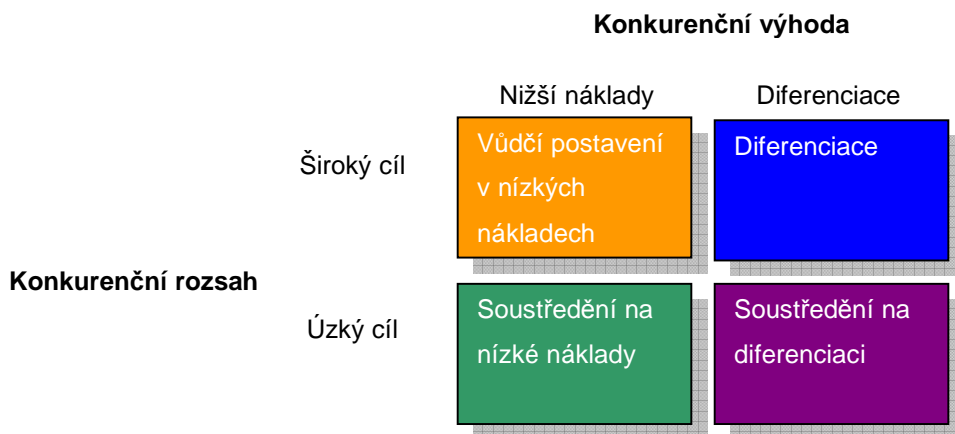 Konkurenční výhoda
Nižší náklady
Diferenciace
Široký cíl
Vůdčí postavení
v nízkých
nákladech
Diferenciace
Konkurenční rozsah
Úzký cíl
Soustředění na
nízké náklady
Soustředění na
diferenciaci